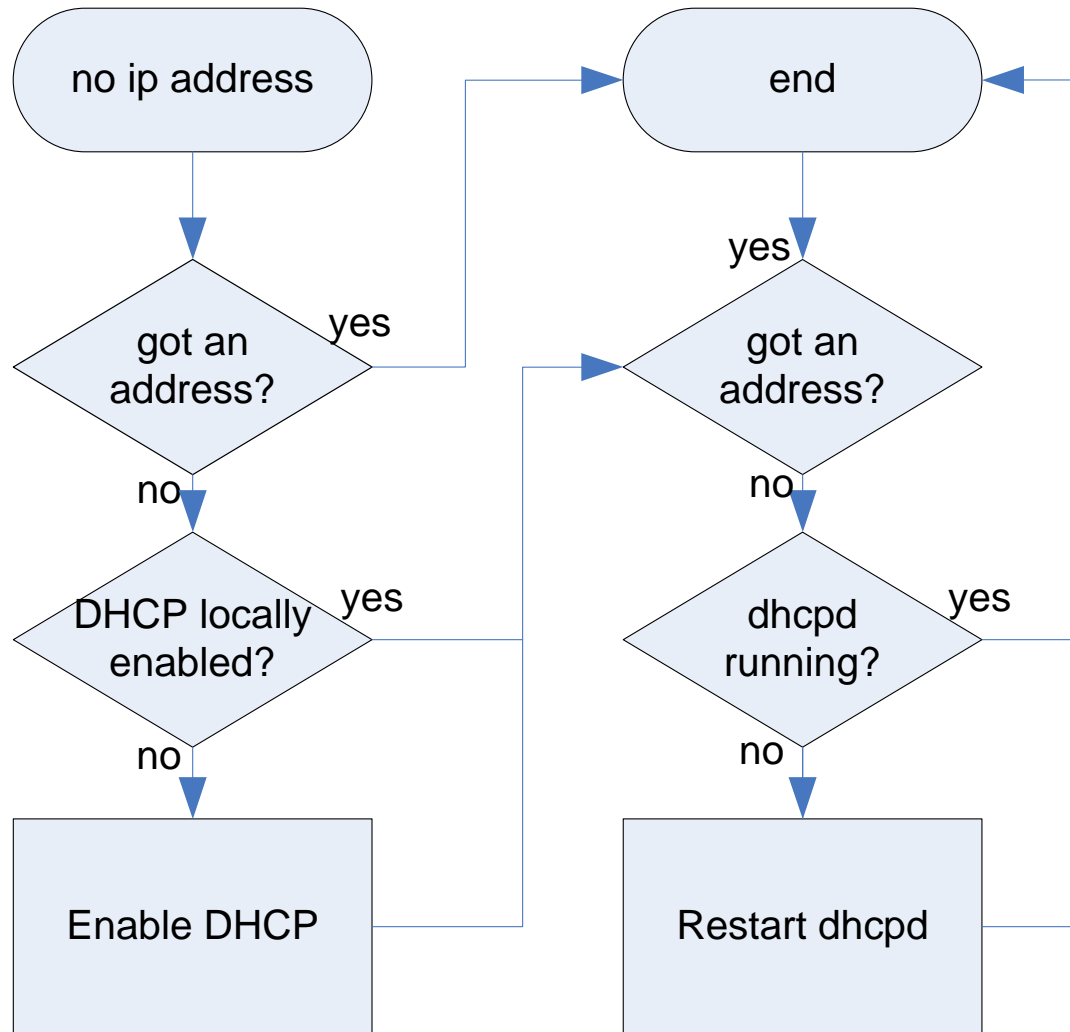 no ip address
end
yes
got an
address?
yes
got an
address?
no
no
DHCP locally
enabled?
yes
dhcpd
running?
yes
no
no
Enable DHCP
Restart dhcpd